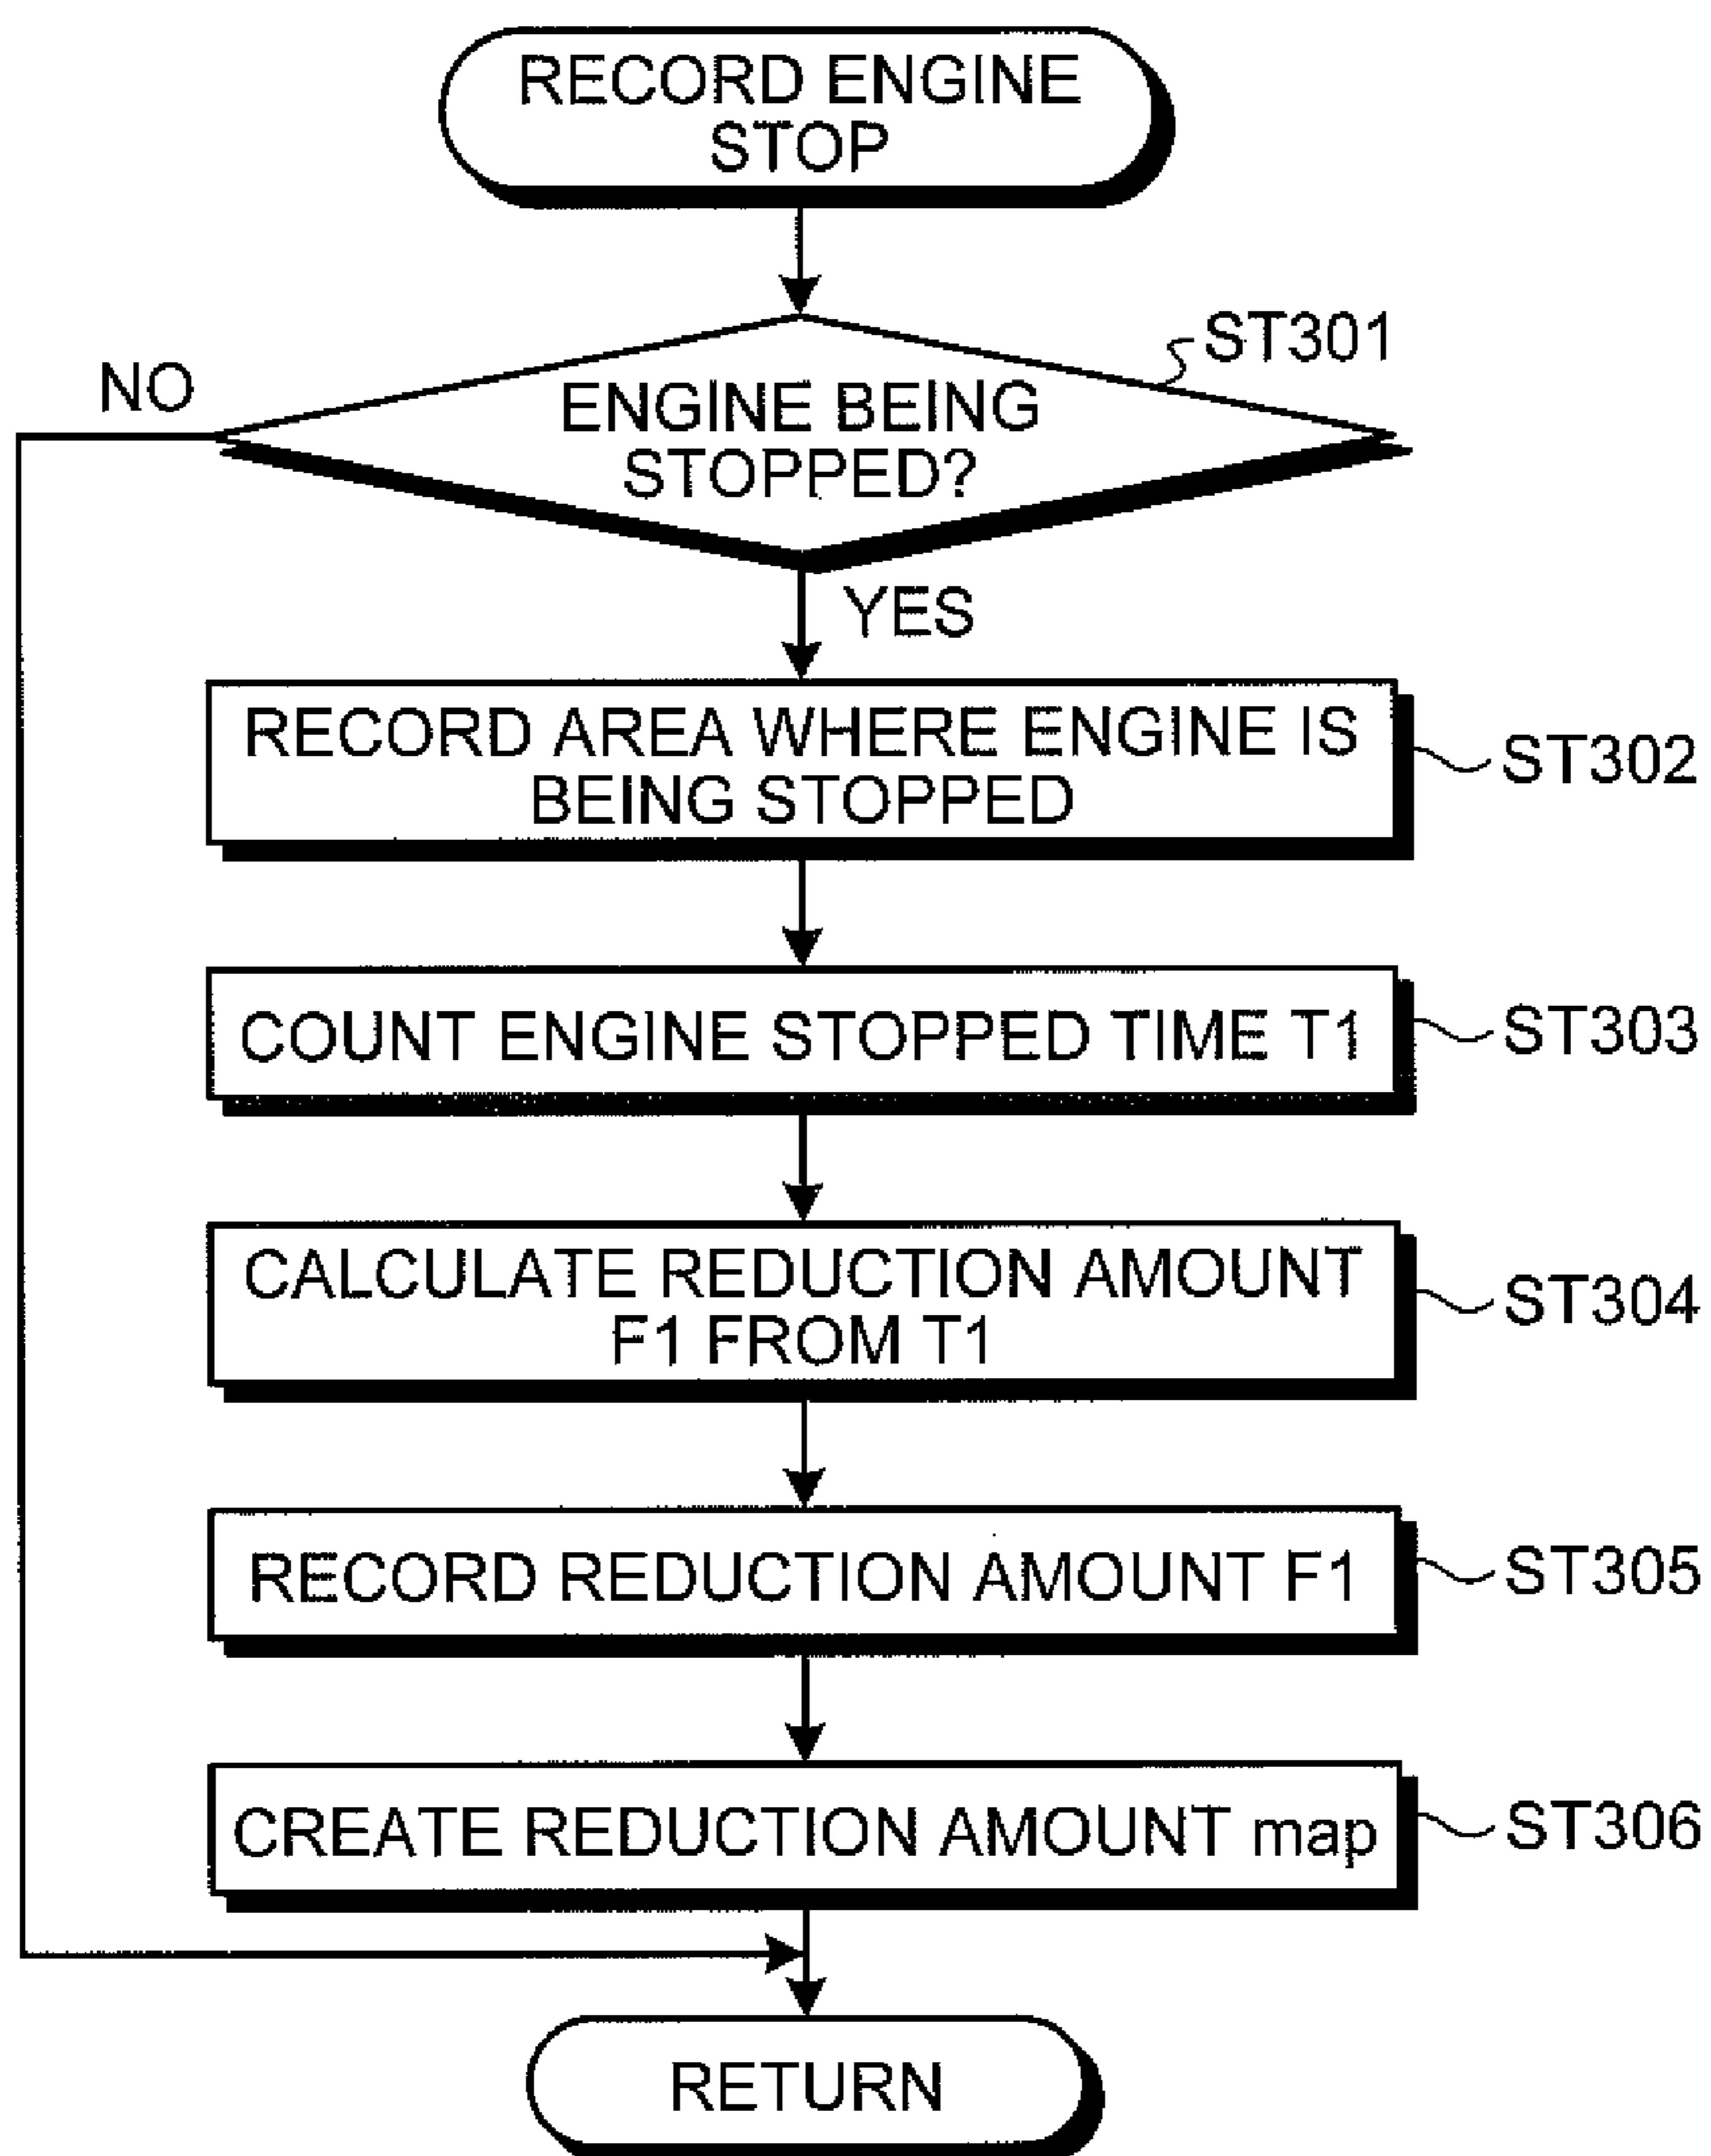 RECORD ENGINE
STOP
ST301
NO
ENGINE BEING
STOPPED?
YES
RECORD AREA WHERE ENGINE IS
BEING STOPPED
ST302
COUNT ENGINE STOPPED TIME T1
ST303
CALCULATE REDUCTION AMOUNT
F1 FROM T1
ST304
RECORD REDUCTION AMOUNT F1
ST305
CREATE REDUCTION AMOUNT map
ST306
RETURN